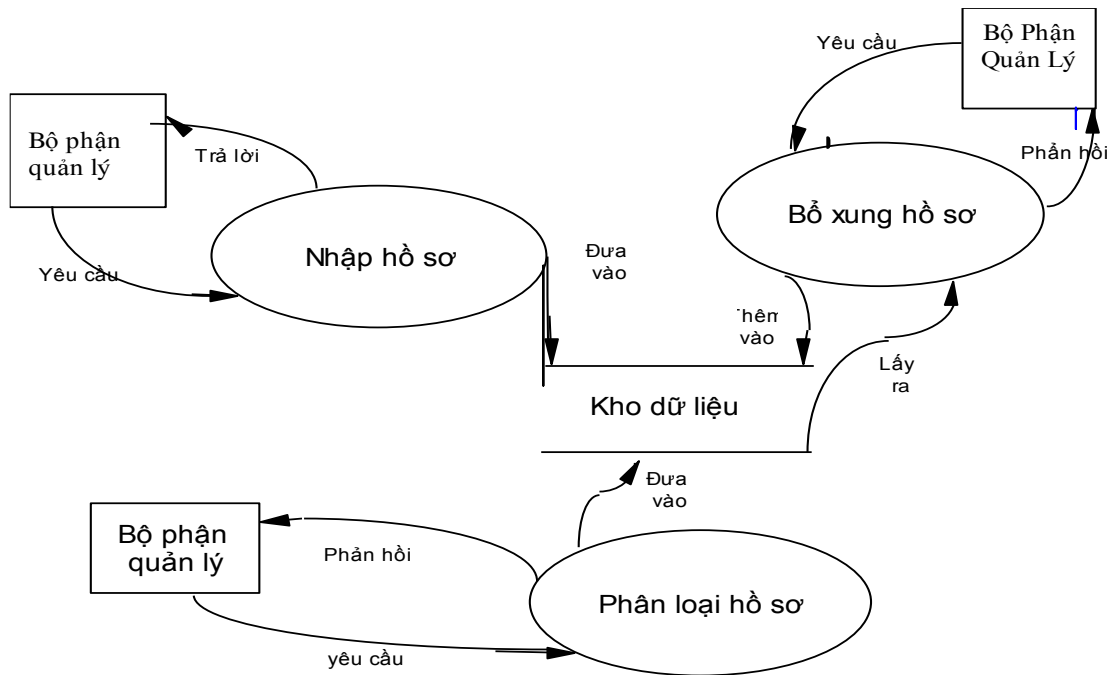 Bộ Phận
Quản Lý
Yêu cầu
Phẩn hồi
Bộ phận
quản lý
Trả lời
Yêu cầu
Nhập hồ sơ
Bổ xung hồ sơ
Đưa
vào
vào
Lấy
ra
Kho dữ liệu
Đưa
vào
Bộ phận
quản lý
Phản hồi
yêu cầu
Phân loại hồ sơ